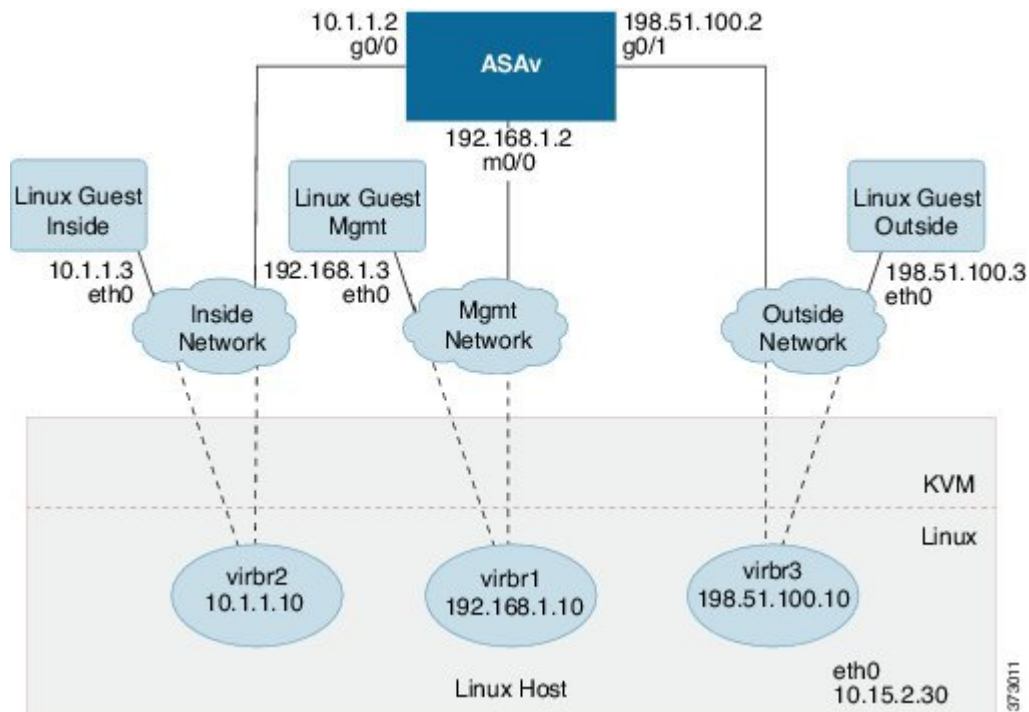 10.1.1.2
g0/0
ASAv
198.51.100.2
g0/1
192.168.1.2
m0/0
Linux Guest
Inside
Linux Guest
Mgmt
Linux Guest
Outside
10.1.1.3
eth0
192.168.1.3
eth0
198.51.100.3
eth0
Inside
Network
Mgmt
Network
Outside
Network
KVM
Linux
virbr2
10.1.1.10
virbr1
192.168.1.10
virbr3
198.51.100.10
Linux Host
eth0
10.15.2.30
373011